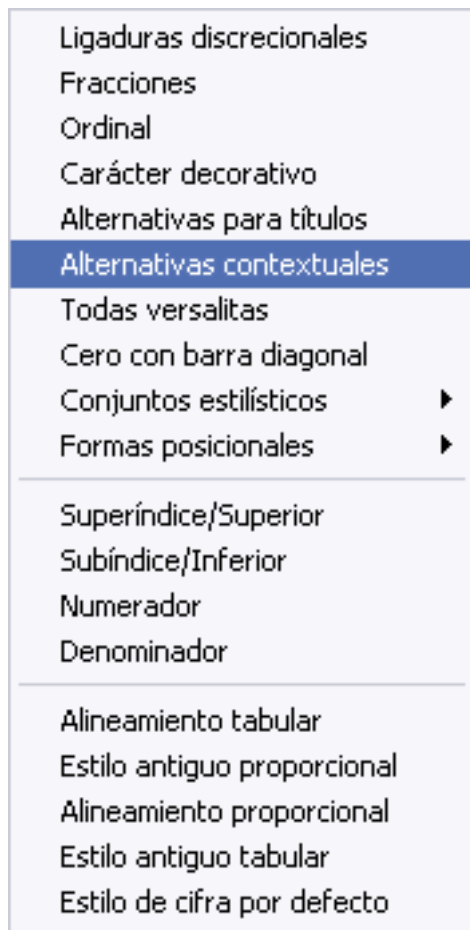 Ligaduras discrecionales
Fracciones
Ordinal
Carácter decorativo
Alternativas para títulos
Alternativas contextuales
Todas versalitas
Cero con barra diagonal
Conjuntos estilísticos
Formas posicionales
Superíndice/Superior
Subíndice/Inferior
Numerador
Denominador
Alineamiento tabular
Estilo antiguo proporcional
Alineamiento proporcional
Estilo antiguo tabular
Estilo de cifra por defecto